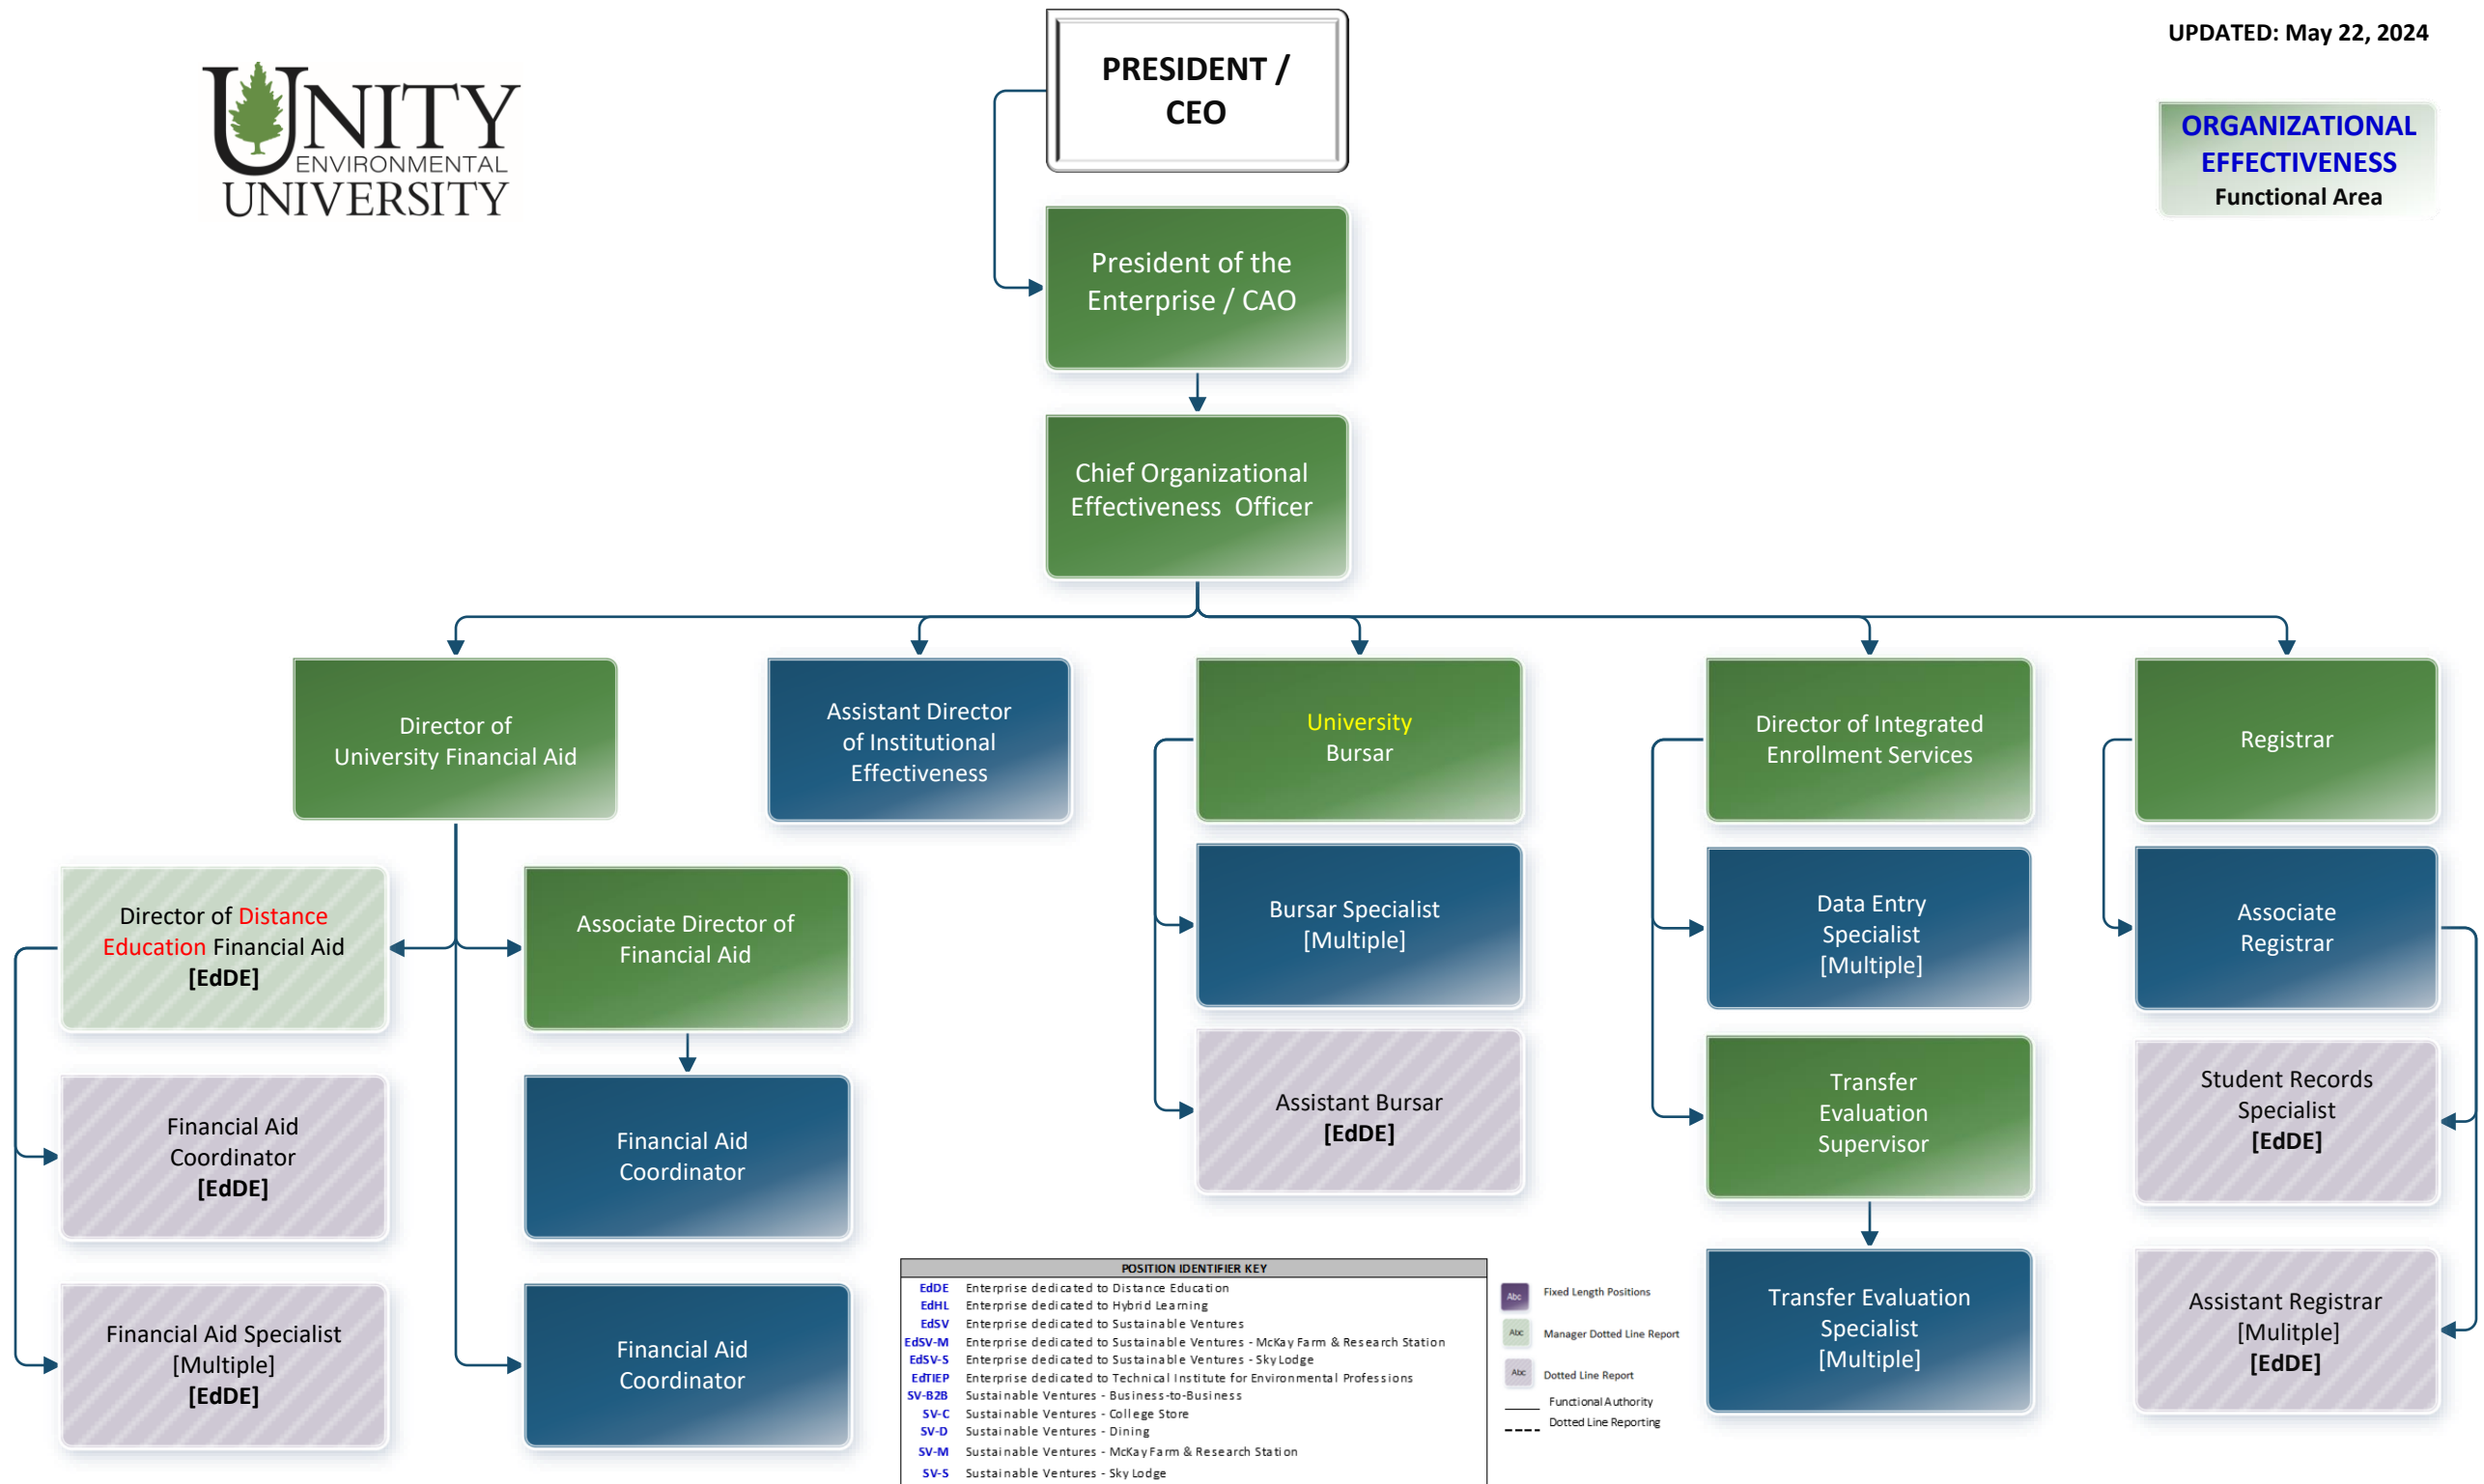 UNITY
ENVIRONMENTAL
UNIVERSITY
PRESIDENT /
CEO
UPDATED: May 22, 2024
ORGANIZATIONAL
EFFECTIVENESS
Functional Area
President of the
Enterprise / CAO
Chief Organizational
Effectiveness Officer
Director of
University Financial Aid
Assistant Director
of Institutional
Effectiveness
University
Bursar
Director of Integrated
Enrollment Services
Registrar
Director of Distance
Education Financial Aid
[EdDE]
Associate Director of
Financial Aid
Bursar Specialist
[Multiple]
Data Entry
Specialist
[Multiple]
Associate
Registrar
Financial Aid
Coordinator
[EdDE]
Financial Aid
Coordinator
Assistant Bursar
[EdDE]
Transfer
Evaluation
Supervisor
Student Records
Specialist
[EdDE]
Financial Aid Specialist
[Multiple]
[EdDE]
Financial Aid
Coordinator
Transfer Evaluation
Specialist
[Multiple]
Assistant Registrar
[Mulitple]
[EdDE]
POSITION IDENTIFIER KEY
EdDE Enterprise dedicated to Distance Education
EdHL Enterprise dedicated to Hybrid Learning
EdSV Enterprise dedicated to Sustainable Ventures
EdSV-M Enterprise dedicated to Sustainable Ventures - McKay Farm & Research Station
EdSV-S Enterprise dedicated to Sustainable Ventures - Sky Lodge
EdTIEP Enterprise dedicated to Technical Institute for Environmental Professions
SV-B2B Sustainable Ventures - Business-to-Business
SV-C Sustainable Ventures - College Store
SV-D Sustainable Ventures - Dining
SV-M Sustainable Ventures - McKay Farm & Research Station
SV-S Sustainable Ventures - Sky Lodge
Abc Fixed Length Positions
Abc Manager Dotted Line Report
Abc Dotted Line Report
Functional Authority
Dotted Line Reporting